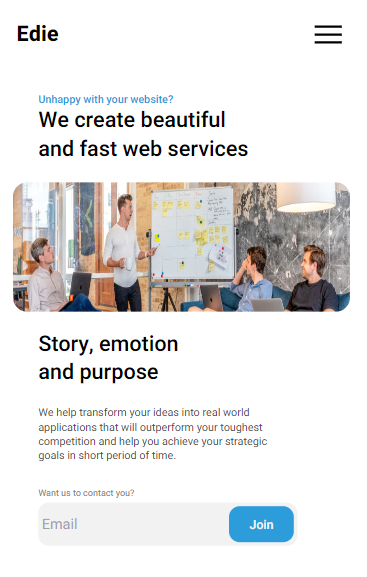 Edie
Unhappy with your website?
We create beautiful
and fast web services
Story, emotion
and purpose
We help transform your ideas into real world
applications that will outperform your toughest
competition and help you achieve your strategic
goals in short period of time.
Want us to contact you?
Email
Join